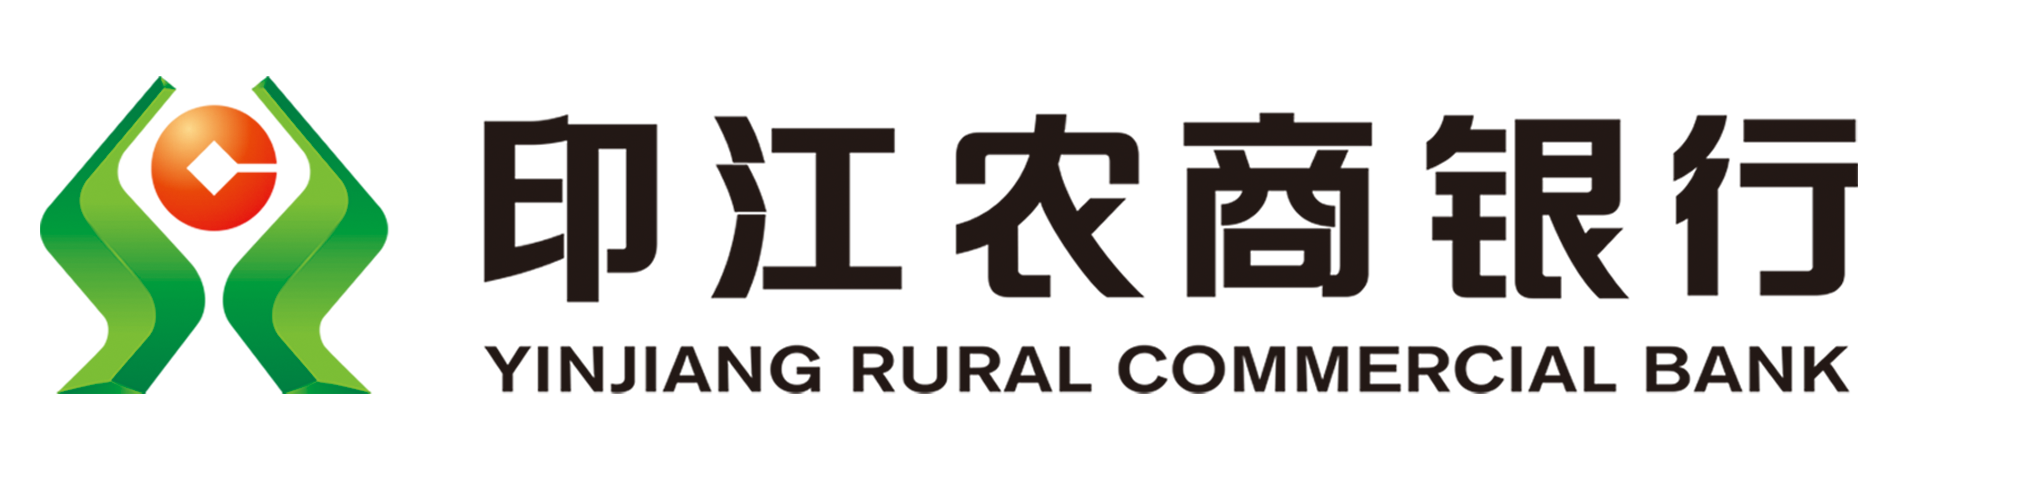 印江农商银行
YINJIANG RURAL COMMERCIAL BANK